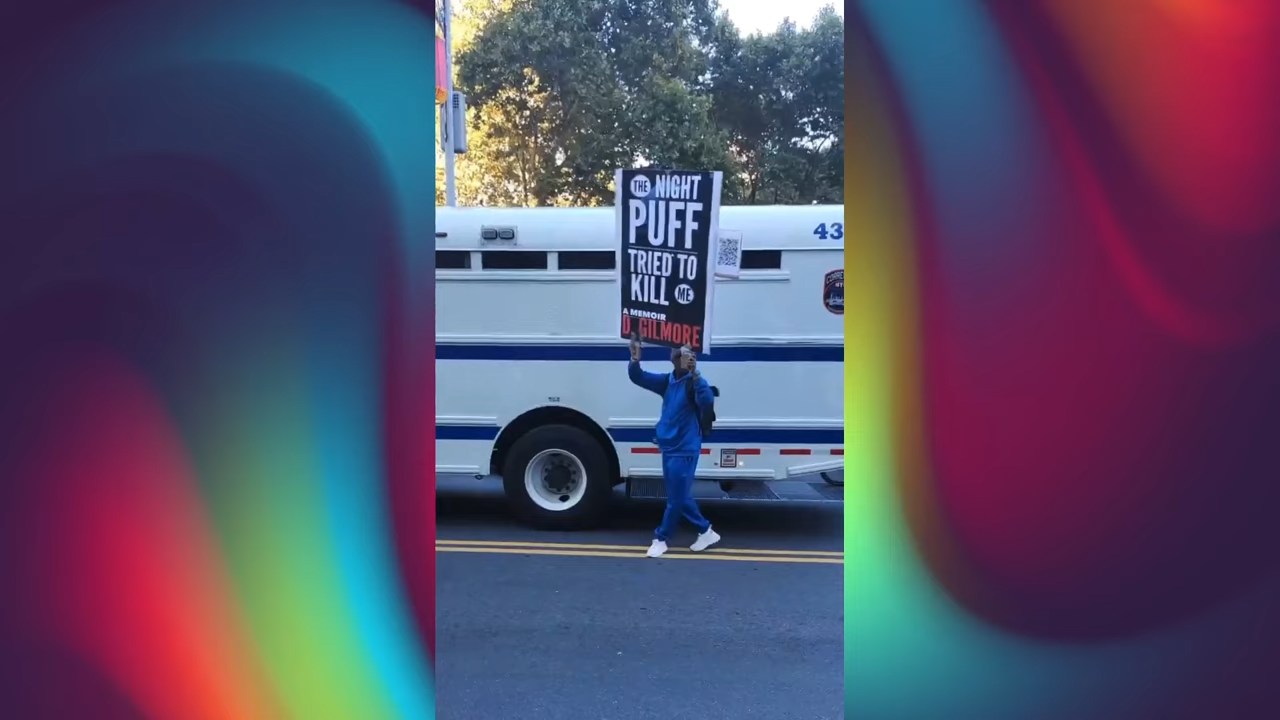 THE NIGHT
PUFF
TRIED TO
KILL ME
A MEMOIR
D. GILMORE
43